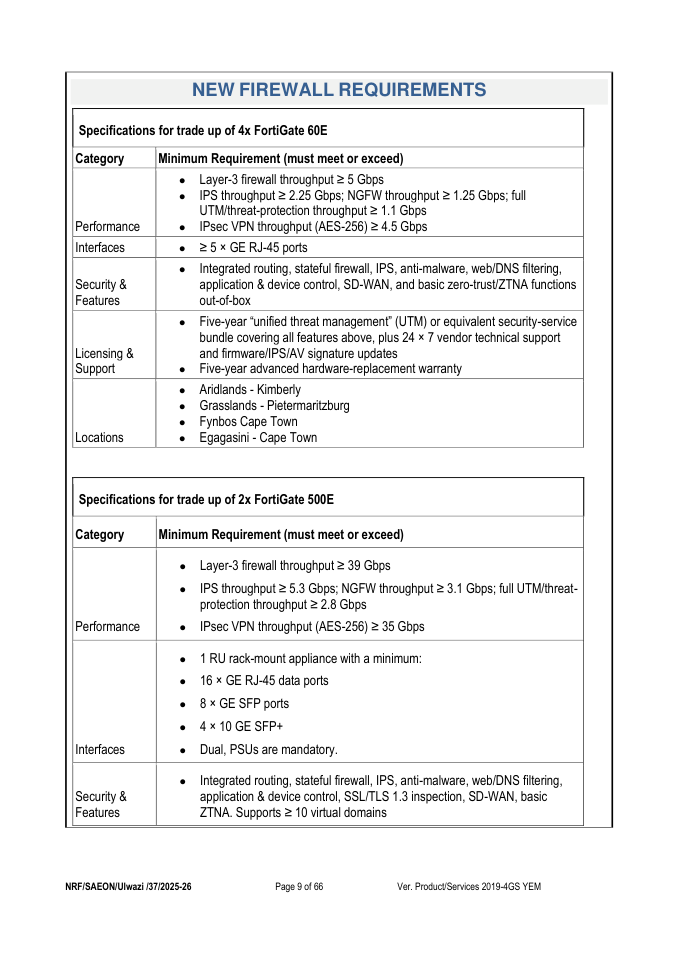 NEW FIREWALL REQUIREMENTS
Specifications for trade up of 4x FortiGate 60E
Category Minimum Requirement (must meet or exceed)
Performance
● Layer-3 firewall throughput ≥ 5 Gbps
● IPS throughput ≥ 2.25 Gbps; NGFW throughput ≥ 1.25 Gbps; full
UTM/threat-protection throughput ≥ 1.1 Gbps
● IPsec VPN throughput (AES-256) ≥ 4.5 Gbps
Interfaces
● ≥ 5 × GE RJ-45 ports
Security &
Features
● Integrated routing, stateful firewall, IPS, anti-malware, web/DNS filtering,
application & device control, SD-WAN, and basic zero-trust/ZTNA functions
out-of-box
Licensing &
Support
● Five-year “unified threat management” (UTM) or equivalent security-service
bundle covering all features above, plus 24 × 7 vendor technical support
and firmware/IPS/AV signature updates
● Five-year advanced hardware-replacement warranty
Locations
● Aridlands - Kimberly
● Grasslands - Pietermaritzburg
● Fynbos Cape Town
● Egagasini - Cape Town
Specifications for trade up of 2x FortiGate 500E
Category Minimum Requirement (must meet or exceed)
Performance
● Layer-3 firewall throughput ≥ 39 Gbps
● IPS throughput ≥ 5.3 Gbps; NGFW throughput ≥ 3.1 Gbps; full UTM/threat-
protection throughput ≥ 2.8 Gbps
● IPsec VPN throughput (AES-256) ≥ 35 Gbps
Interfaces
● 1 RU rack-mount appliance with a minimum:
● 16 × GE RJ-45 data ports
● 8 × GE SFP ports
● 4 × 10 GE SFP+
● Dual, PSUs are mandatory.
Security &
Features
● Integrated routing, stateful firewall, IPS, anti-malware, web/DNS filtering,
application & device control, SSL/TLS 1.3 inspection, SD-WAN, basic
ZTNA. Supports ≥ 10 virtual domains
NRF/SAEON/Ulwazi /37/2025-26 Page 9 of 66 Ver. Product/Services 2019-4GS YEM